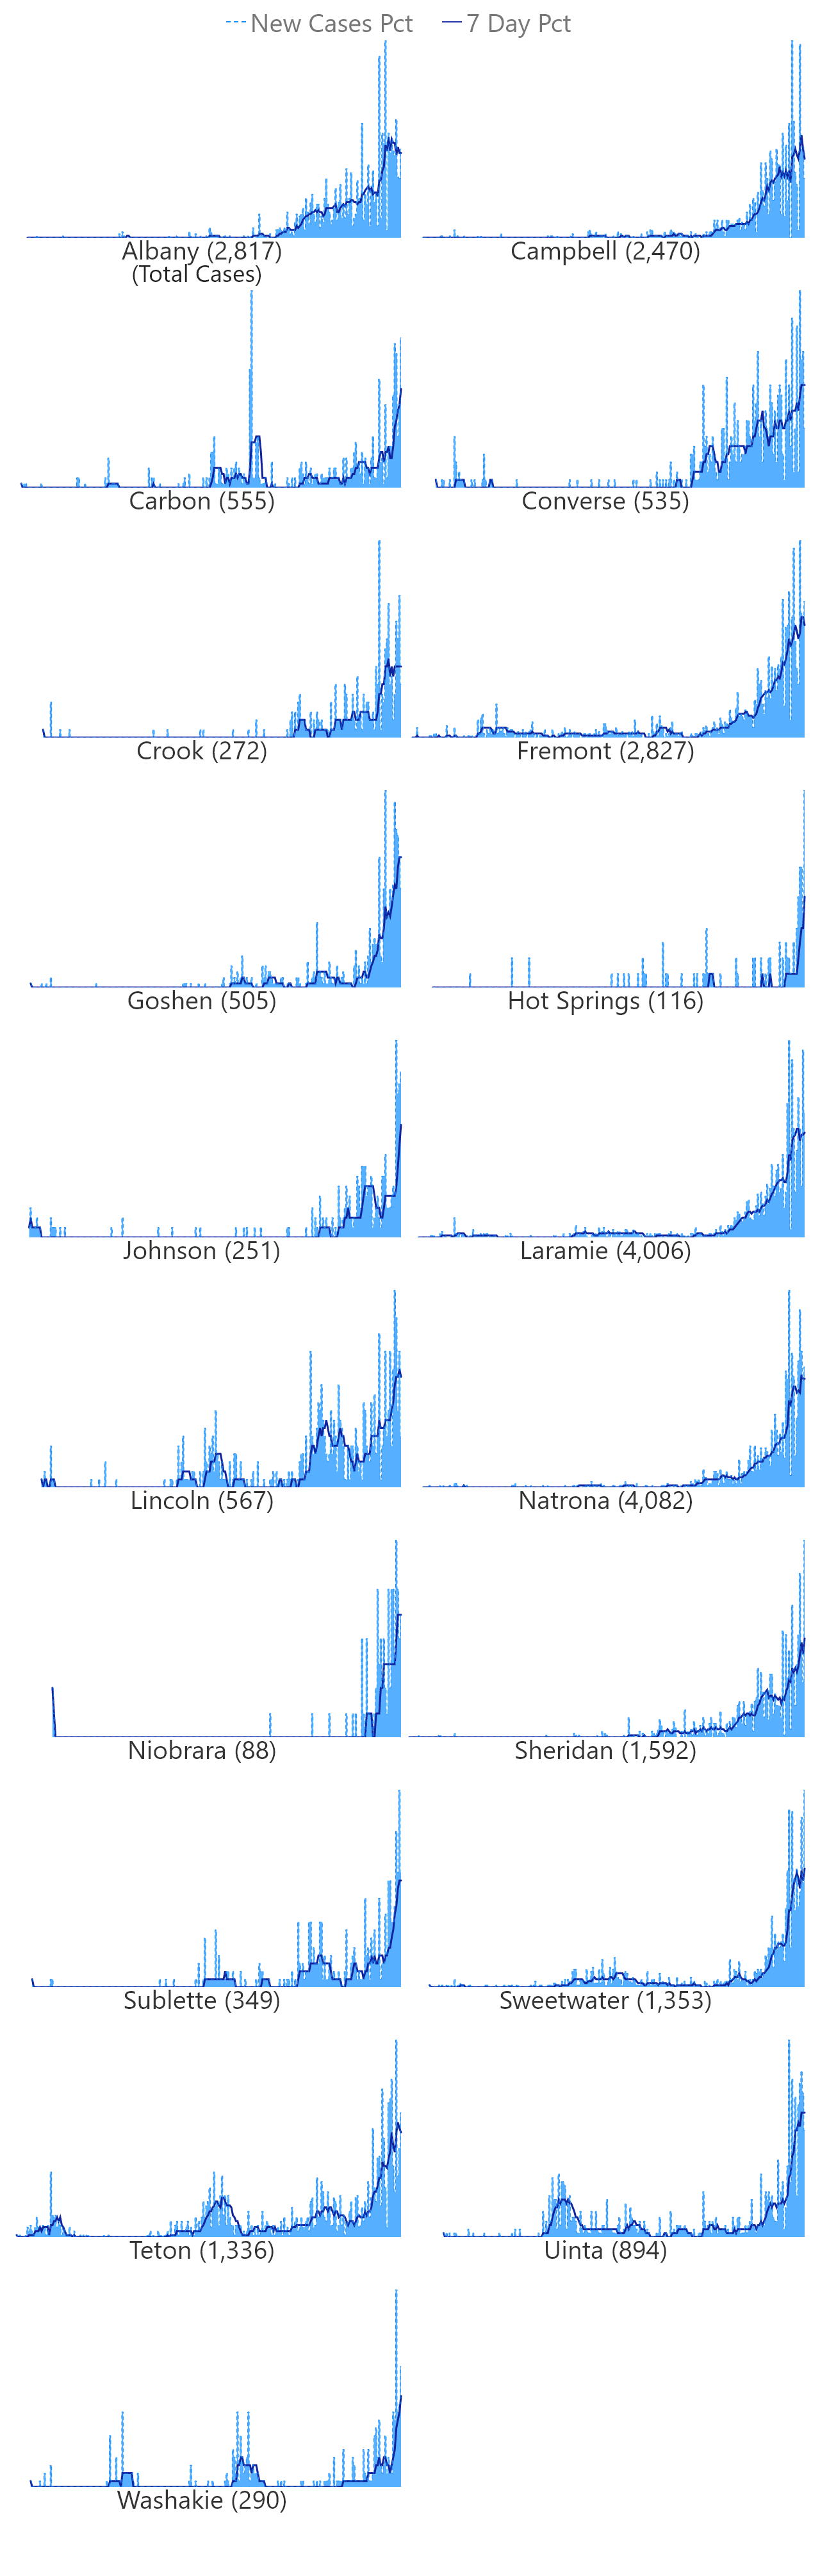 New Cases Pct 7 Day Pct
Albany (2,817) Campbell (2,470)
(Total Cases)
Carbon (555) Converse (535)
Crook (272) Fremont (2,827)
Goshen (505) Hot Springs (116)
Johnson (251) Laramie (4,006)
Lincoln (567) Natrona (4,082)
Niobrara (88) Sheridan (1,592)
Sublette (349) Sweetwater (1,353)
Teton (1,336) Uinta (894)
Washakie (290)